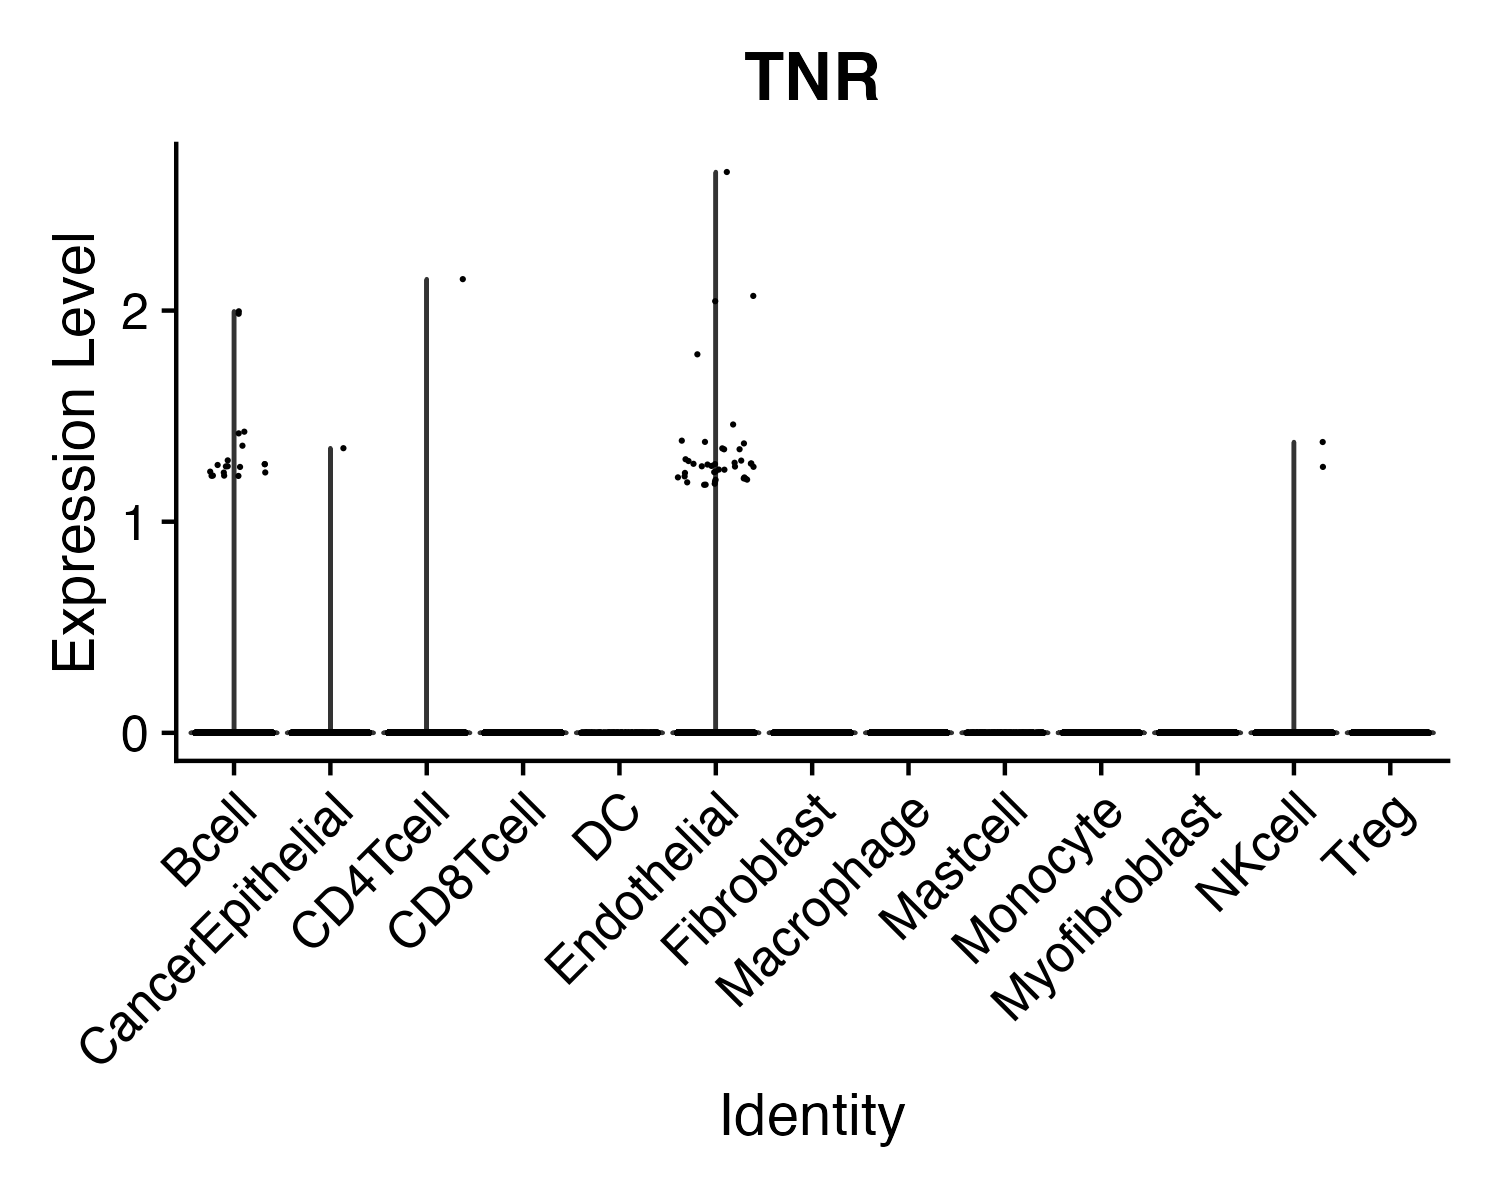 TNR
Expression Level
2
1
0
Bcell
CancerEpithelial
CD4Tcell
CD8Tcell
DC
Endothelial
Fibroblast
Macrophage
Mastcell
Monocyte
Myofibroblast
NKcell
Treg
Identity